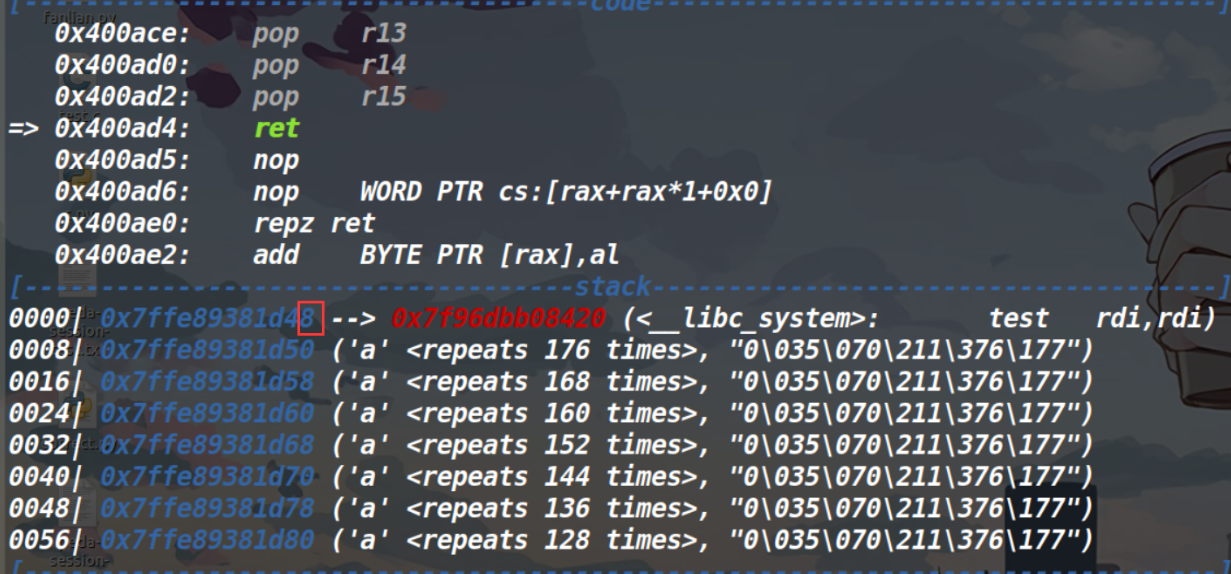 [------------------------------------code------------------------------------]
fanlian.py
0x400ace: pop r13
0x400ad0: pop r14
0x400ad2: pop r15
=> 0x400ad4: ret
0x400ad5: nop
0x400ad6: nop WORD PTR cs:[rax+rax*1+0x0]
0x400ae0: repz ret
0x400ae2: add BYTE PTR [rax],al
[------------------------------------stack------------------------------------]
0000| 0x7ffe89381d48 --> 0x7f96dbb08420 (<__libc_system>: test rdi,rdi)
0008| 0x7ffe89381d50 ('a' <repeats 176 times>, "0\035\070\211\376\177")
0016| 0x7ffe89381d58 ('a' <repeats 168 times>, "0\035\070\211\376\177")
0024| 0x7ffe89381d60 ('a' <repeats 160 times>, "0\035\070\211\376\177")
0032| 0x7ffe89381d68 ('a' <repeats 152 times>, "0\035\070\211\376\177")
0040| 0x7ffe89381d70 ('a' <repeats 144 times>, "0\035\070\211\376\177")
0048| 0x7ffe89381d78 ('a' <repeats 136 times>, "0\035\070\211\376\177")
0056| 0x7ffe89381d80 ('a' <repeats 128 times>, "0\035\070\211\376\177")
session-